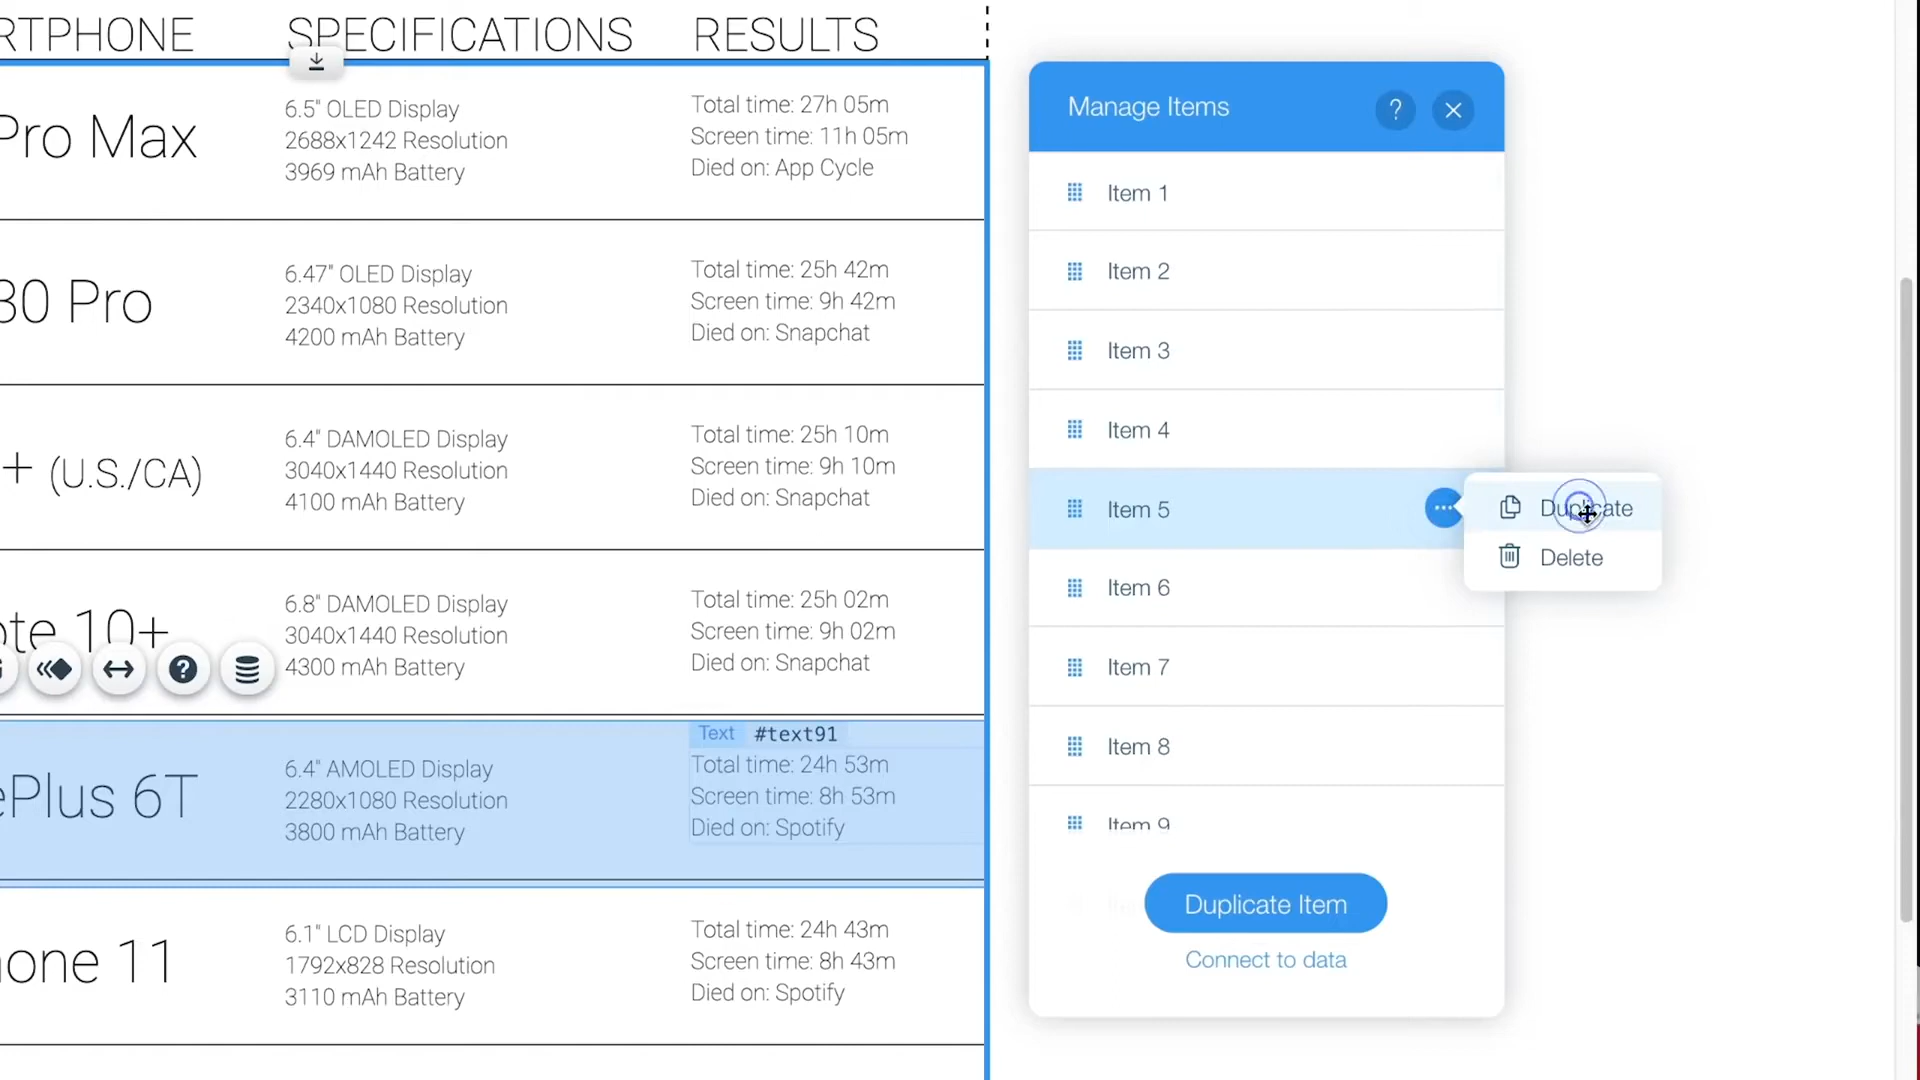 RTPHONE SPECIFICATIONS RESULTS
Pro Max
6.5" OLED Display
2688x1242 Resolution
3969 mAh Battery
Total time: 27h 05m
Screen time: 11h 05m
Died on: App Cycle
30 Pro
6.47" OLED Display
2340x1080 Resolution
4200 mAh Battery
Total time: 25h 42m
Screen time: 9h 42m
Died on: Snapchat
+ (U.S./CA)
6.4" DAMOLED Display
3040x1440 Resolution
4100 mAh Battery
Total time: 25h 10m
Screen time: 9h 10m
Died on: Snapchat
ote 10+
6.8" DAMOLED Display
3040x1440 Resolution
4300 mAh Battery
Total time: 25h 02m
Screen time: 9h 02m
Died on: Snapchat
ePlus 6T
6.4" AMOLED Display
2280x1080 Resolution
3800 mAh Battery
Text #text91
Total time: 24h 53m
Screen time: 8h 53m
Died on: Spotify
one 11
6.1" LCD Display
1792x828 Resolution
3110 mAh Battery
Total time: 24h 43m
Screen time: 8h 43m
Died on: Spotify
Manage Items
Item 1
Item 2
Item 3
Item 4
Item 5
Duplicate
Delete
Item 6
Item 7
Item 8
Item 9
Duplicate Item
Connect to data